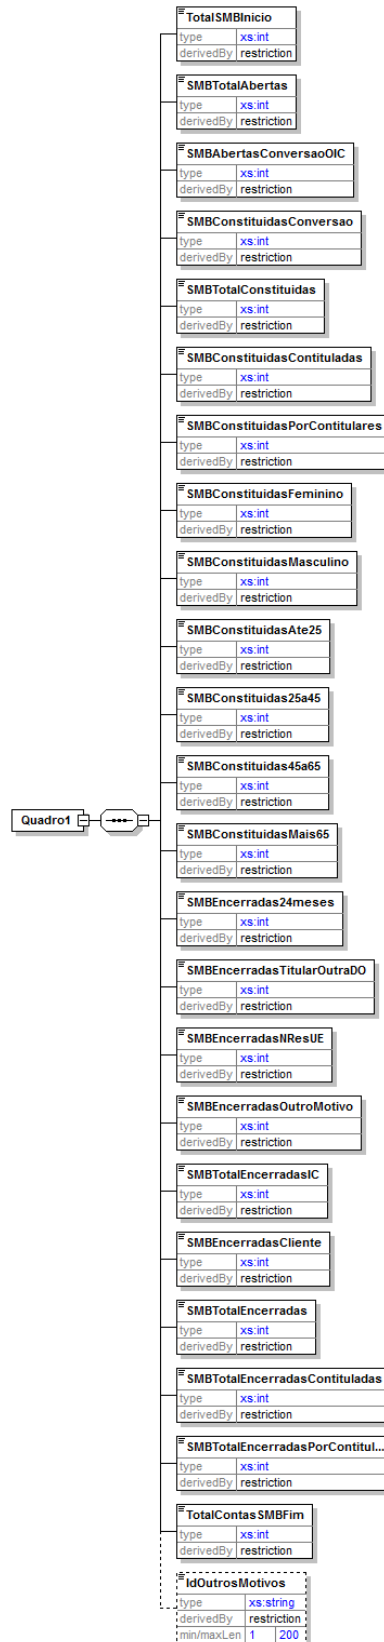 TotalSMBInicio
type xs:int
derivedBy restriction
SMBTotalAbertas
type xs:int
derivedBy restriction
SMBAbertasConversaoOIC
type xs:int
derivedBy restriction
SMBConstituidasConversao
type xs:int
derivedBy restriction
SMBTotalConstituidas
type xs:int
derivedBy restriction
SMBConstituidasContituladas
type xs:int
derivedBy restriction
SMBConstituidasPorContitulares
type xs:int
derivedBy restriction
SMBConstituidasFeminino
type xs:int
derivedBy restriction
SMBConstituidasMasculino
type xs:int
derivedBy restriction
SMBConstituidasAte25
type xs:int
derivedBy restriction
SMBConstituidas25a45
type xs:int
derivedBy restriction
SMBConstituidas45a65
type xs:int
derivedBy restriction
Quadro1
SMBConstituidasMais65
type xs:int
derivedBy restriction
SMBEncerradas24meses
type xs:int
derivedBy restriction
SMBEncerradasTitularOutraDO
type xs:int
derivedBy restriction
SMBEncerradasNResUE
type xs:int
derivedBy restriction
SMBEncerradasOutroMotivo
type xs:int
derivedBy restriction
SMBTotalEncerradasIC
type xs:int
derivedBy restriction
SMBEncerradasCliente
type xs:int
derivedBy restriction
SMBTotalEncerradas
type xs:int
derivedBy restriction
SMBTotalEncerradasContituladas
type xs:int
derivedBy restriction
SMBTotalEncerradasPorContitul...
type xs:int
derivedBy restriction
TotalContasSMBFim
type xs:int
derivedBy restriction
IdOutrosMotivos
type xs:string
derivedBy restriction
min/maxLen 1 200